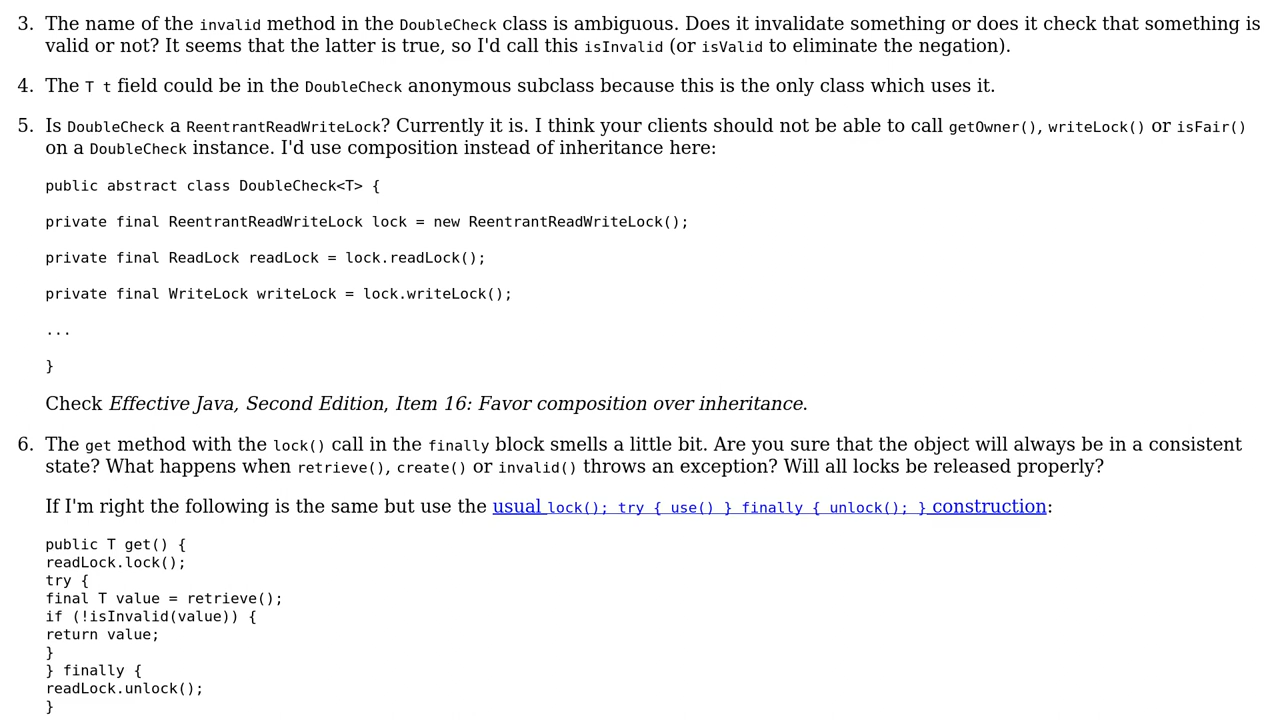 3. The name of the invalid method in the DoubleCheck class is ambiguous. Does it invalidate something or does it check that something is
valid or not? It seems that the latter is true, so I'd call this isInvalid (or isValid to eliminate the negation).
4. The T t field could be in the DoubleCheck anonymous subclass because this is the only class which uses it.
5. Is DoubleCheck a ReentrantReadWriteLock? Currently it is. I think your clients should not be able to call getOwner(), writeLock() or isFair()
on a DoubleCheck instance. I'd use composition instead of inheritance here:
public abstract class DoubleCheck<T> {
private final ReentrantReadWriteLock lock = new ReentrantReadWriteLock();
private final ReadLock readLock = lock.readLock();
private final WriteLock writeLock = lock.writeLock();
...
}
Check Effective Java, Second Edition, Item 16: Favor composition over inheritance.
6. The get method with the lock() call in the finally block smells a little bit. Are you sure that the object will always be in a consistent
state? What happens when retrieve(), create() or invalid() throws an exception? Will all locks be released properly?
If I'm right the following is the same but use the usual lock(); try { use() } finally { unlock(); } construction:
public T get() {
readLock.lock();
try {
final T value = retrieve();
if (!isInvalid(value)) {
return value;
}
} finally {
readLock.unlock();
}